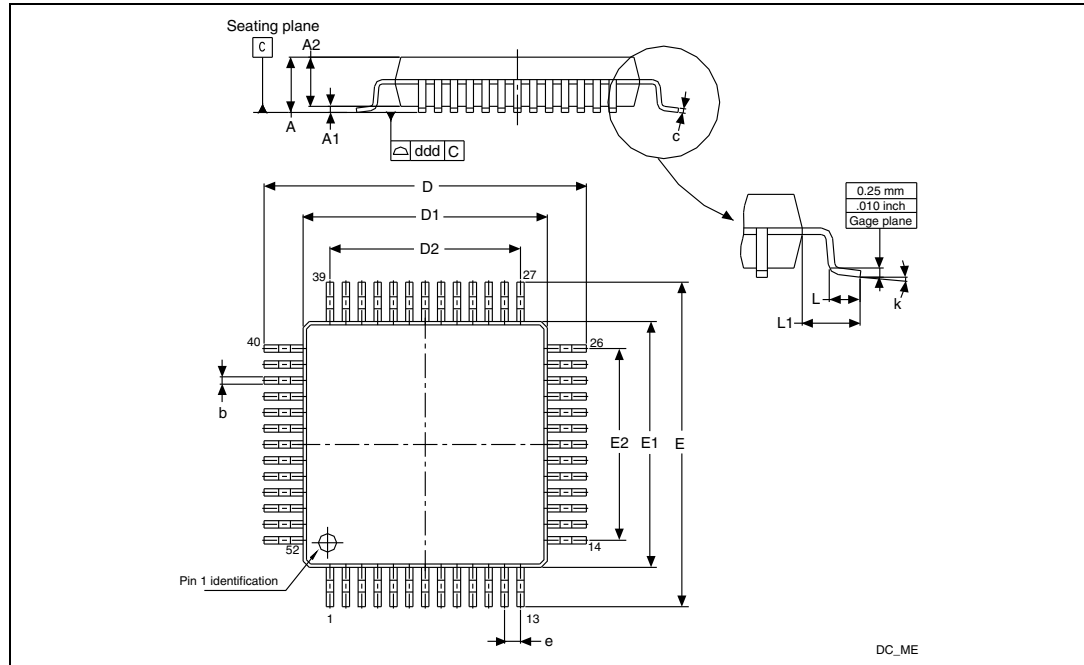 Seating plane
C
A2
A
A1
ddd C
c
D
D1
D2
0.25 mm
.010 inch
Gage plane
L
L1
k
39
27
40
26
b
E2
E1
E
52
14
Pin 1 identification
1
13
e
DC_ME